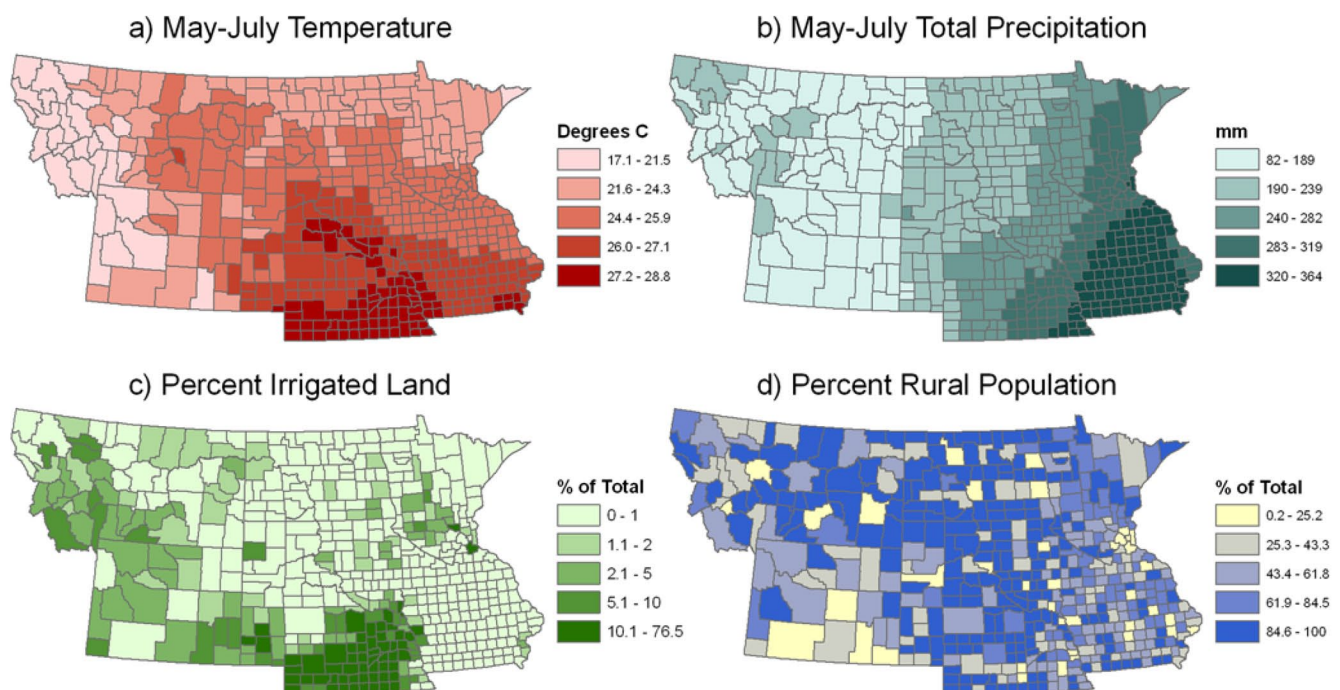 a) May-July Temperature
Degrees C
17.1 - 21.5
21.6 - 24.3
24.4 - 25.9
26.0 - 27.1
27.2 - 28.8
b) May-July Total Precipitation
mm
82 - 189
190 - 239
240 - 282
283 - 319
320 - 364
c) Percent Irrigated Land
% of Total
0 - 1
1.1 - 2
2.1 - 5
5.1 - 10
10.1 - 76.5
d) Percent Rural Population
% of Total
0.2 - 25.2
25.3 - 43.3
43.4 - 61.8
61.9 - 84.5
84.6 - 100